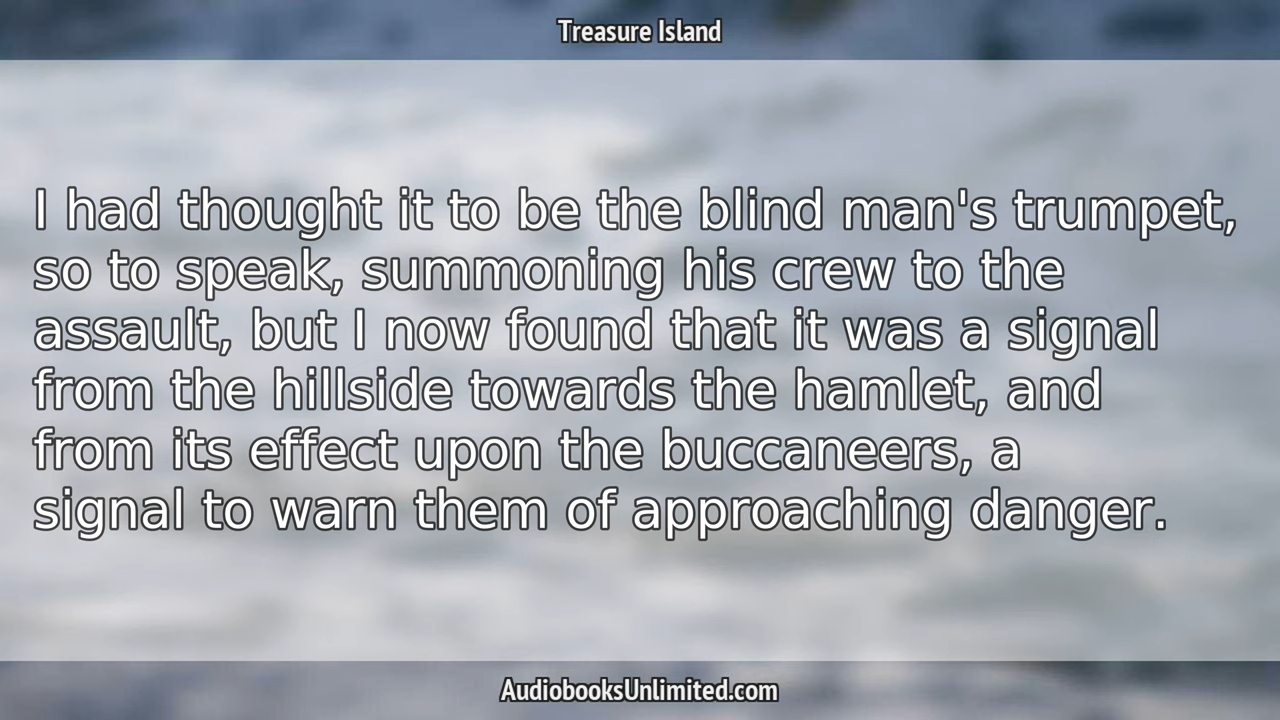 Treasure Island
I had thought it to be the blind man's trumpet,
so to speak, summoning his crew to the
assault, but I now found that it was a signal
from the hillside towards the hamlet, and
from its effect upon the buccaneers, a
signal to warn them of approaching danger.
AudiobooksUnlimited.com